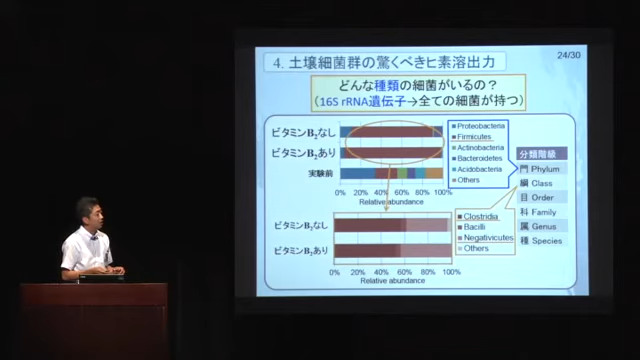 24/30
4. 土壌細菌群の驚くべきヒ素溶出力
どんな種類の細菌がいるの？
（16S rRNA遺伝子→全ての細菌が持つ）
ビタミンB₂なし
ビタミンB₂あり
実験前
0% 20% 40% 60% 80% 100%
Relative abundance
Proteobacteria
Firmicutes
Actinobacteria
Bacteroidetes
Acidobacteria
Others
分類階級
門 Phylum
綱 Class
目 Order
科 Family
属 Genus
種 Species
ビタミンB₂なし
ビタミンB₂あり
0% 20% 40% 60% 80% 100%
Relative abundance
Clostridia
Bacilli
Negativicutes
Others